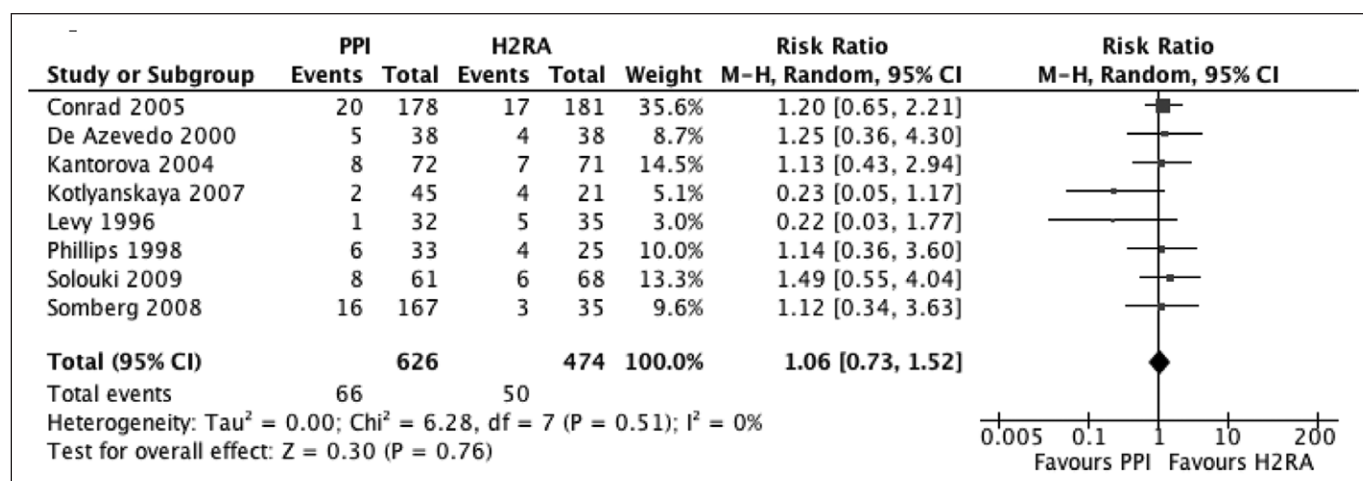 PPI H2RA Risk Ratio Risk Ratio
Study or Subgroup Events Total Events Total Weight M-H, Random, 95% CI M-H, Random, 95% CI
Conrad 2005 20 178 17 181 35.6% 1.20 [0.65, 2.21]
De Azevedo 2000 5 38 4 38 8.7% 1.25 [0.36, 4.30]
Kantorova 2004 8 72 7 71 14.5% 1.13 [0.43, 2.94]
Kotlyanskaya 2007 2 45 4 21 5.1% 0.23 [0.05, 1.17]
Levy 1996 1 32 5 35 3.0% 0.22 [0.03, 1.77]
Phillips 1998 6 33 4 25 10.0% 1.14 [0.36, 3.60]
Solouki 2009 8 61 6 68 13.3% 1.49 [0.55, 4.04]
Somberg 2008 16 167 3 35 9.6% 1.12 [0.34, 3.63]
Total (95% CI) 626 474 100.0% 1.06 [0.73, 1.52]
Total events 66 50
Heterogeneity: Tau² = 0.00; Chi² = 6.28, df = 7 (P = 0.51); I² = 0%
Test for overall effect: Z = 0.30 (P = 0.76)
0.005 0.1 1 10 200
Favours PPI Favours H2RA